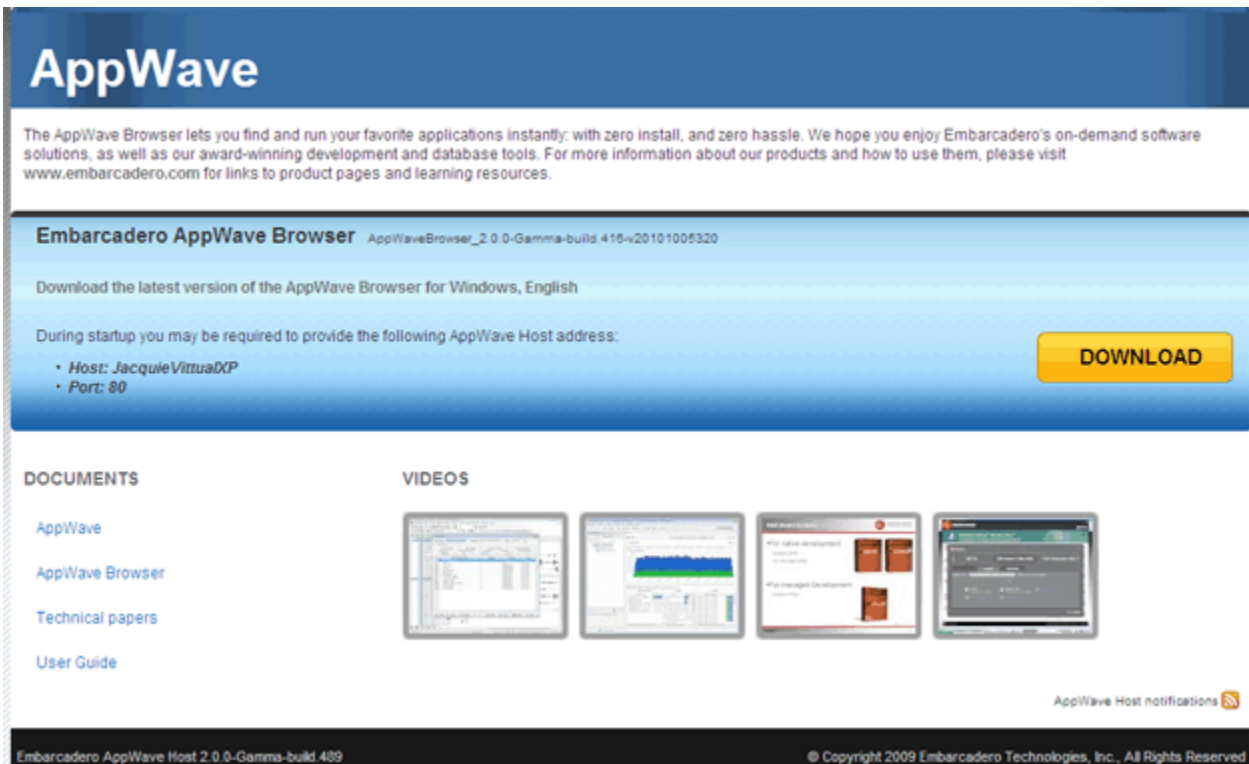 AppWave
The AppWave Browser lets you find and run your favorite applications instantly: with zero install, and zero hassle. We hope you enjoy Embarcadero's on-demand software
solutions, as well as our award-winning development and database tools. For more information about our products and how to use them, please visit
www.embarcadero.com for links to product pages and learning resources.
Embarcadero AppWave Browser AppWaveBrowser_2.0.0-Gamma-build.416-v20101005320
Download the latest version of the AppWave Browser for Windows, English
During startup you may be required to provide the following AppWave Host address:
• Host: JacquieVittualXP
• Port: 80
DOWNLOAD
DOCUMENTS
VIDEOS
AppWave
AppWave Browser
Technical papers
User Guide
AppWave Host notifications
Embarcadero AppWave Host 2.0.0-Gamma-build.489
© Copyright 2009 Embarcadero Technologies, Inc., All Rights Reserved